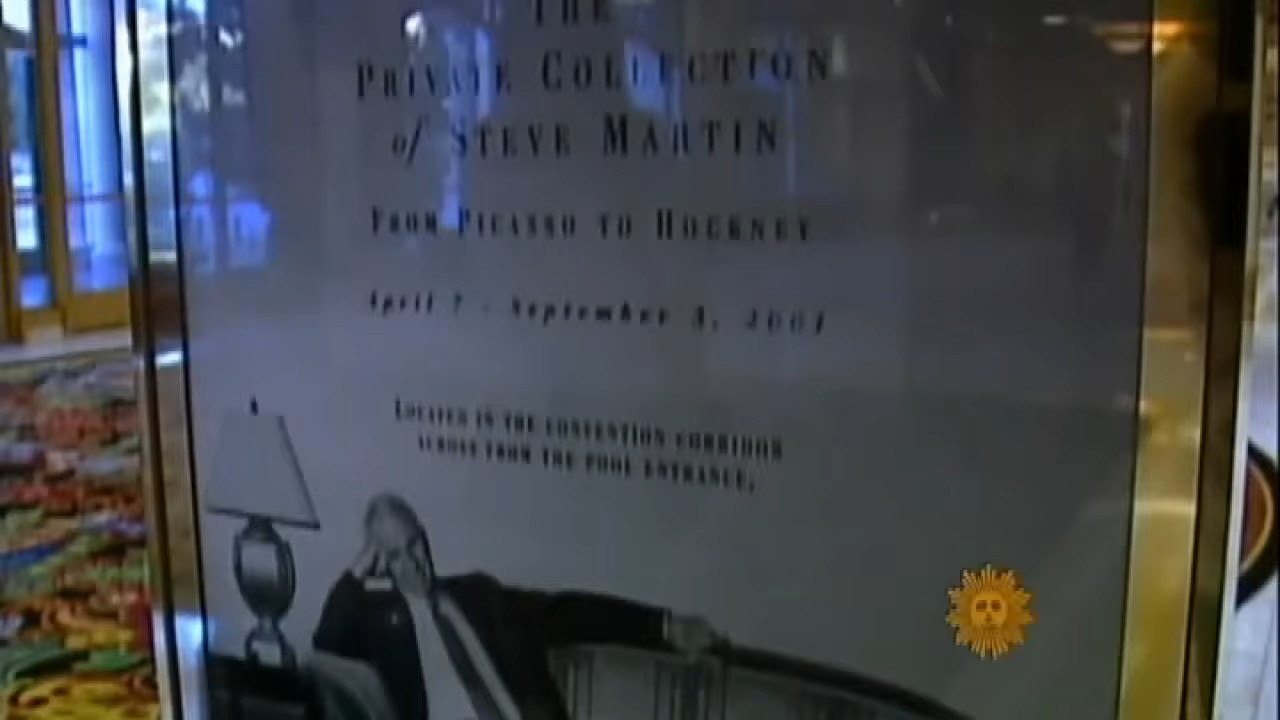 THE
PRIVATE COLLECTION
of STEVE MARTIN
FROM PICASSO TO HOCKNEY
April 7 - September 3, 2001
LOCATED IN THE CONVENTION CORRIDOR
ACROSS FROM THE POOL ENTRANCE.